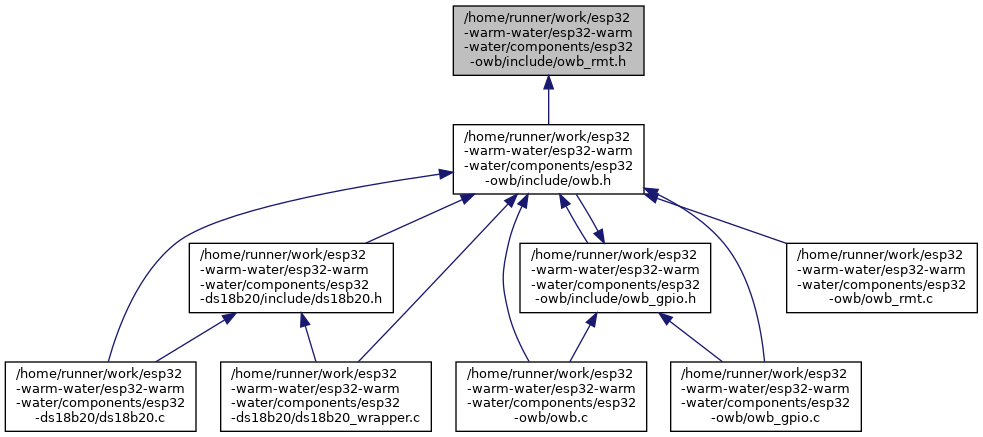 /home/runner/work/esp32
-warm-water/esp32-warm
-water/components/esp32
-owb/include/owb_rmt.h
/home/runner/work/esp32
-warm-water/esp32-warm
-water/components/esp32
-owb/include/owb.h
/home/runner/work/esp32
-warm-water/esp32-warm
-water/components/esp32
-ds18b20/include/ds18b20.h
/home/runner/work/esp32
-warm-water/esp32-warm
-water/components/esp32
-owb/include/owb_gpio.h
/home/runner/work/esp32
-warm-water/esp32-warm
-water/components/esp32
-owb/owb_rmt.c
/home/runner/work/esp32
-warm-water/esp32-warm
-water/components/esp32
-ds18b20/ds18b20.c
/home/runner/work/esp32
-warm-water/esp32-warm
-water/components/esp32
-ds18b20/ds18b20_wrapper.c
/home/runner/work/esp32
-warm-water/esp32-warm
-water/components/esp32
-owb/owb.c
/home/runner/work/esp32
-warm-water/esp32-warm
-water/components/esp32
-owb/owb_gpio.c